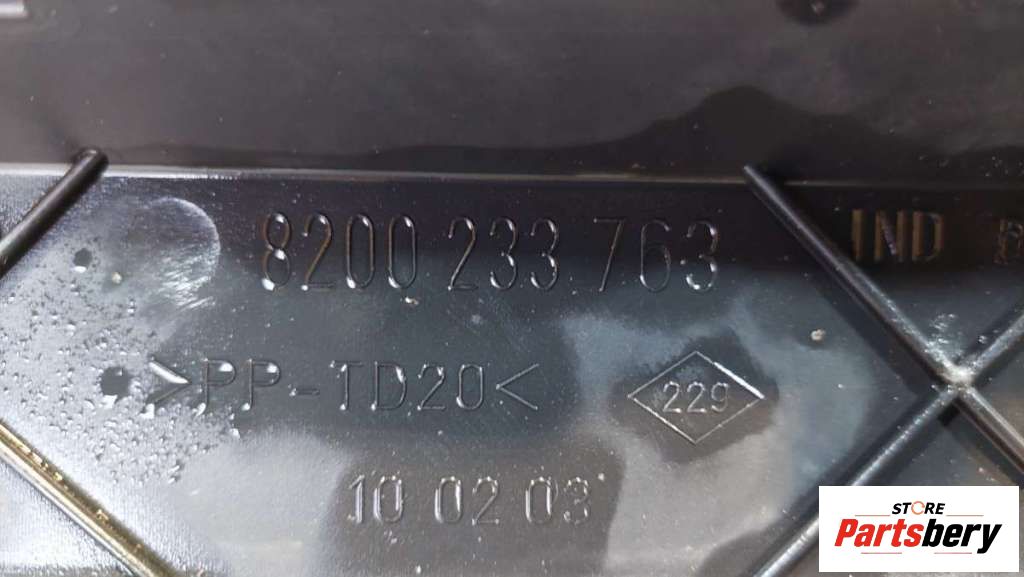 8200 233 763 IND
>PP-TD20<
229
10 02 03
STORE
Partsbery